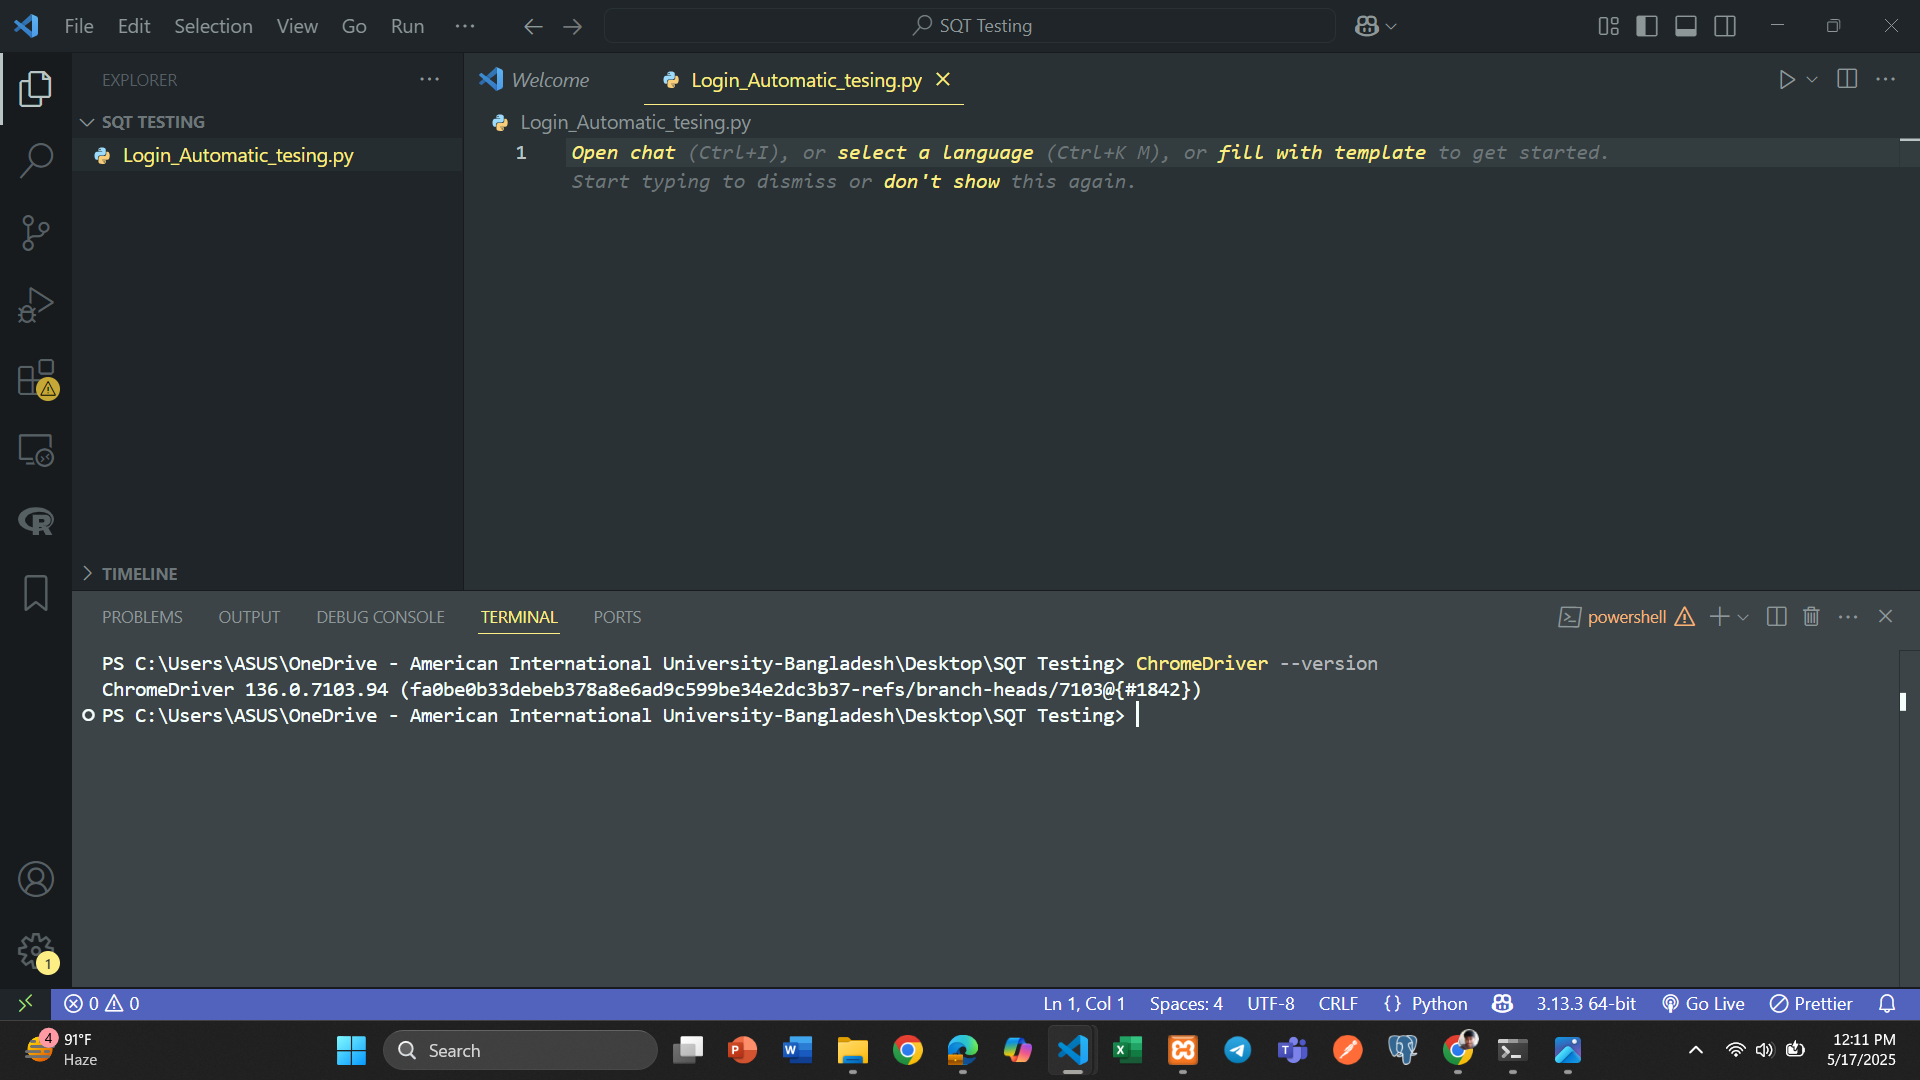 File Edit Selection View Go Run ··· SQT Testing
EXPLORER ···
SQT TESTING
Login_Automatic_tesing.py
TIMELINE
Welcome Login_Automatic_tesing.py
Login_Automatic_tesing.py
1 Open chat (Ctrl+I), or select a language (Ctrl+K M), or fill with template to get started.
Start typing to dismiss or don't show this again.
PROBLEMS OUTPUT DEBUG CONSOLE TERMINAL PORTS powershell
PS C:\Users\ASUS\OneDrive - American International University-Bangladesh\Desktop\SQT Testing> ChromeDriver --version
ChromeDriver 136.0.7103.94 (fa0be0b33debeb378a8e6ad9c599be34e2dc3b37-refs/branch-heads/7103@{#1842})
PS C:\Users\ASUS\OneDrive - American International University-Bangladesh\Desktop\SQT Testing>
1
0 0 Ln 1, Col 1 Spaces: 4 UTF-8 CRLF {} Python 3.13.3 64-bit Go Live Prettier
4 91°F
Haze
Search
12:11 PM
5/17/2025